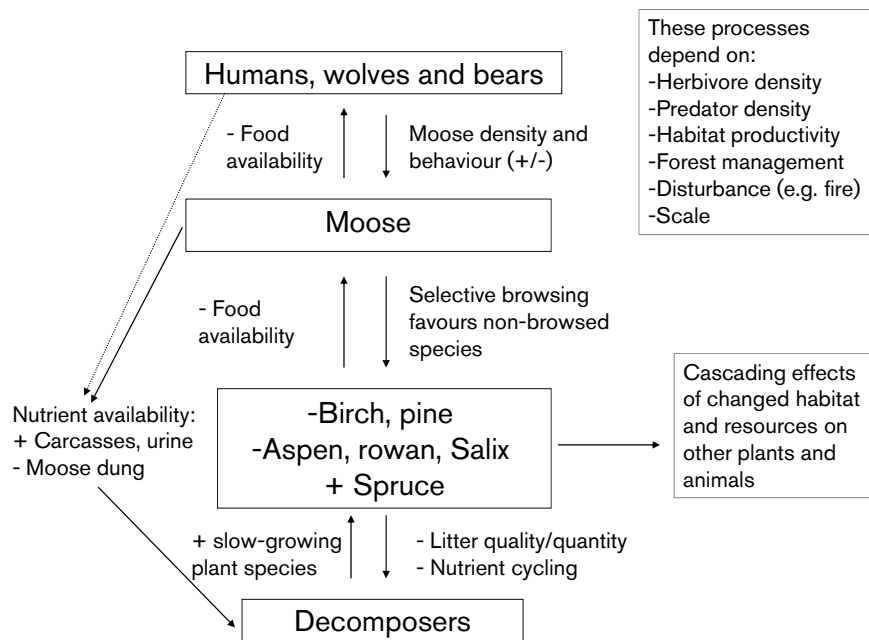 Humans, wolves and bears
- Food
availability
Moose density and
behaviour (+/-)
These processes
depend on:
-Herbivore density
-Predator density
-Habitat productivity
-Forest management
-Disturbance (e.g. fire)
-Scale
Moose
- Food
availability
Selective browsing
favours non-browsed
species
Nutrient availability:
+ Carcasses, urine
- Moose dung
-Birch, pine
-Aspen, rowan, Salix
+ Spruce
Cascading effects
of changed habitat
and resources on
other plants and
animals
+ slow-growing
plant species
- Litter quality/quantity
- Nutrient cycling
Decomposers